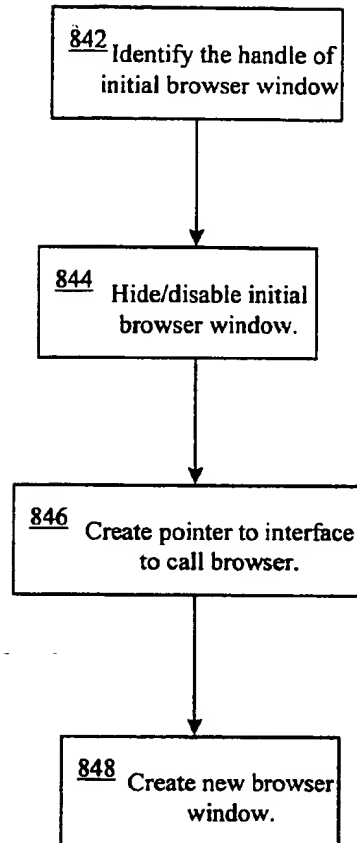 842 Identify the handle of
initial browser window
844 Hide/disable initial
browser window.
846 Create pointer to interface
to call browser.
848 Create new browser
window.